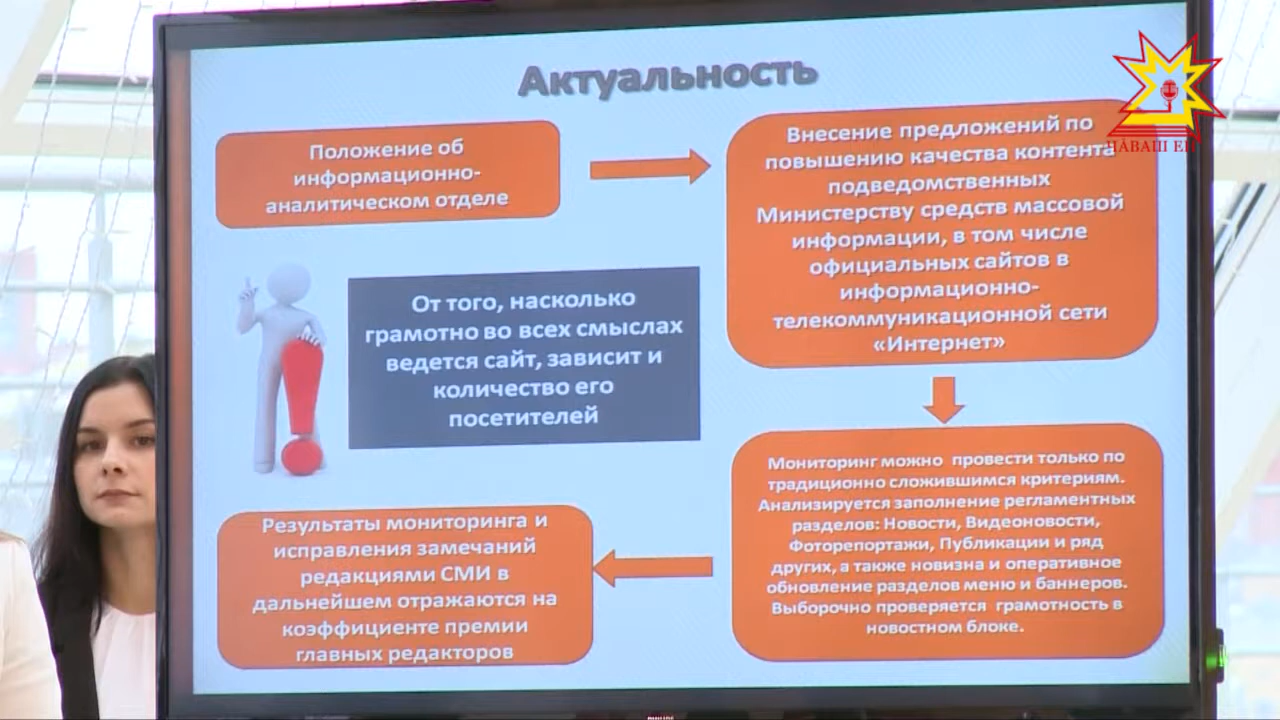 Актуальность
Положение об
информационно-
аналитическом отделе
Внесение предложений по
повышению качества контента
подведомственных
Министерству средств массовой
информации, в том числе
официальных сайтов в
информационно-
телекоммуникационной сети
«Интернет»
ЧӐВАШ ЕН
От того, насколько
грамотно во всех смыслах
ведется сайт, зависит и
количество его
посетителей
Мониторинг можно провести только по
традиционно сложившимся критериям.
Анализируется заполнение регламентных
разделов: Новости, Видеоновости,
Фоторепортажи, Публикации и ряд
других, а также новизна и оперативное
обновление разделов меню и баннеров.
Выборочно проверяется грамотность в
новостном блоке.
Результаты мониторинга и
исправления замечаний
редакциями СМИ в
дальнейшем отражаются на
коэффициенте премии
главных редакторов
PHILIPS